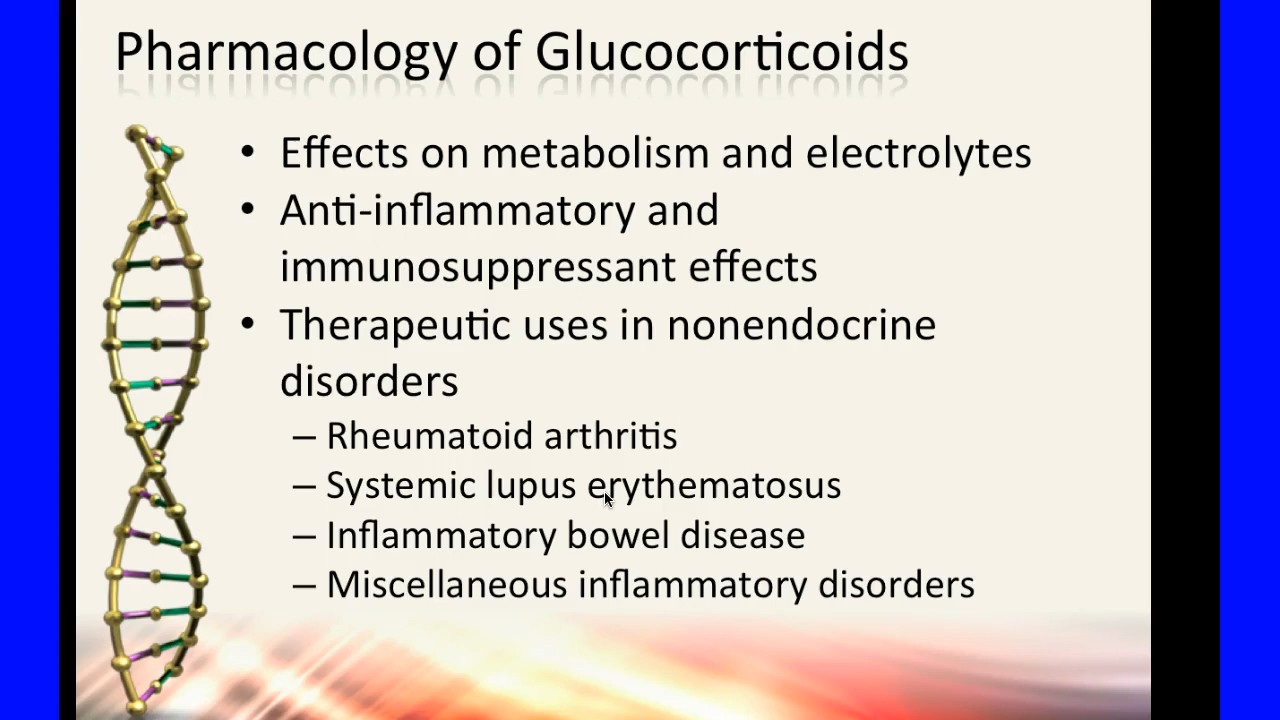 Pharmacology of Glucocorticoids
• Effects on metabolism and electrolytes
• Anti-inflammatory and
immunosuppressant effects
• Therapeutic uses in nonendocrine
disorders
– Rheumatoid arthritis
– Systemic lupus erythematosus
– Inflammatory bowel disease
– Miscellaneous inflammatory disorders